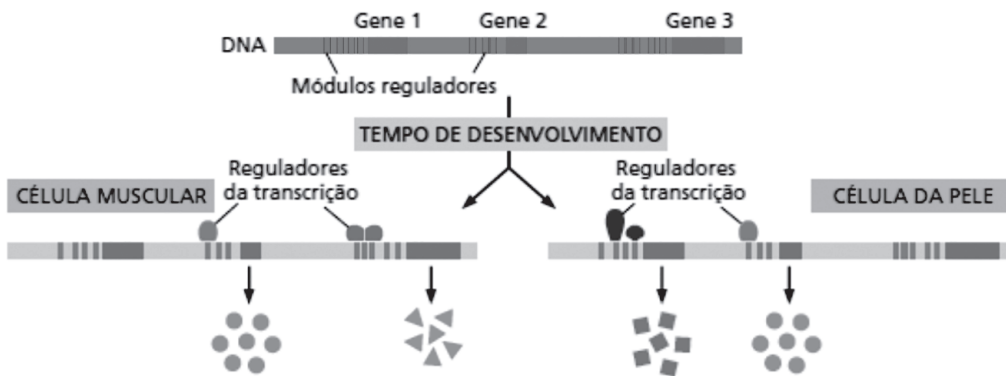 Gene 1 Gene 2 Gene 3
DNA
Módulos reguladores
TEMPO DE DESENVOLVIMENTO
CÉLULA MUSCULAR
Reguladores
da transcrição
Reguladores
da transcrição
CÉLULA DA PELE